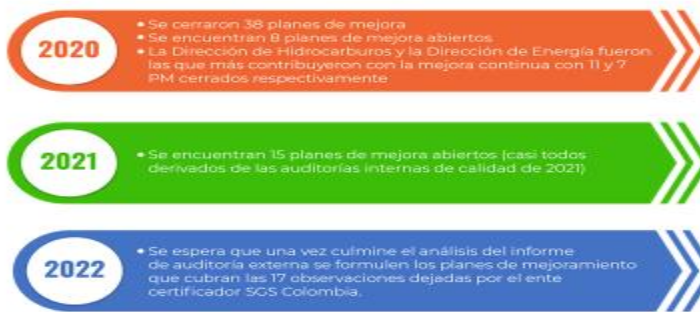 2020
• Se cerraron 38 planes de mejora
• Se encuentran 8 planes de mejora abiertos
• La Dirección de Hidrocarburos y la Dirección de Energía fueron
las que más contribuyeron con la mejora continua con 11 y 7
PM cerrados respectivamente
2021
• Se encuentran 15 planes de mejora abiertos (casi todos
derivados de las auditorías internas de calidad de 2021)
2022
• Se espera que una vez culmine el análisis del informe
de auditoría externa se formulen los planes de mejoramiento
que cubran las 17 observaciones dejadas por el ente
certificador SGS Colombia.